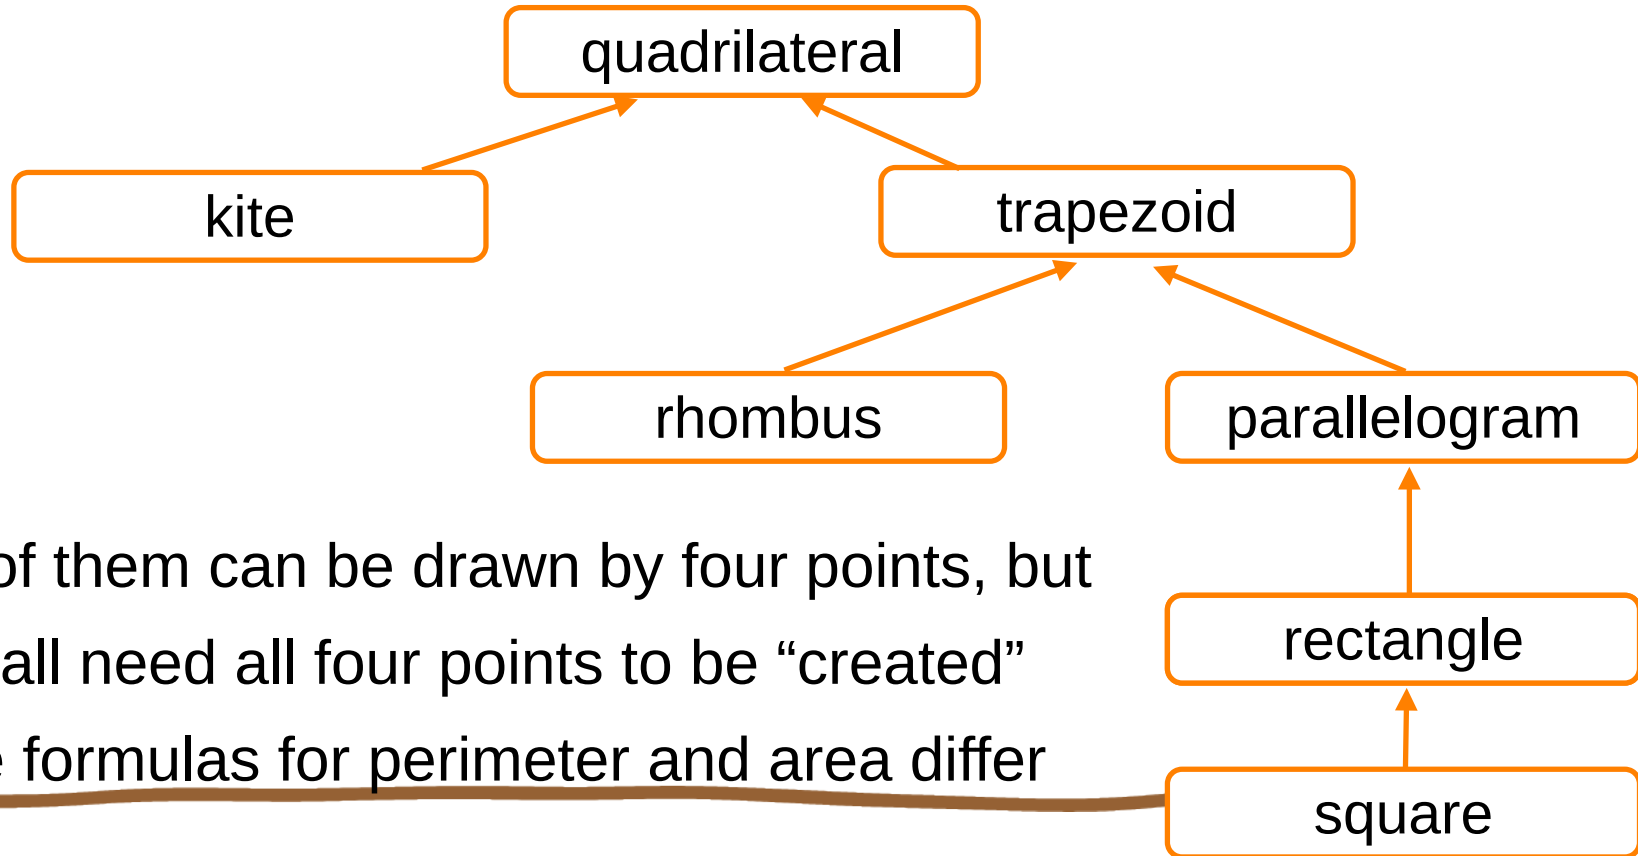 quadrilateral
kite
trapezoid
rhombus
parallelogram
of them can be drawn by four points, but
all need all four points to be “created”
formulas for perimeter and area differ
rectangle
square